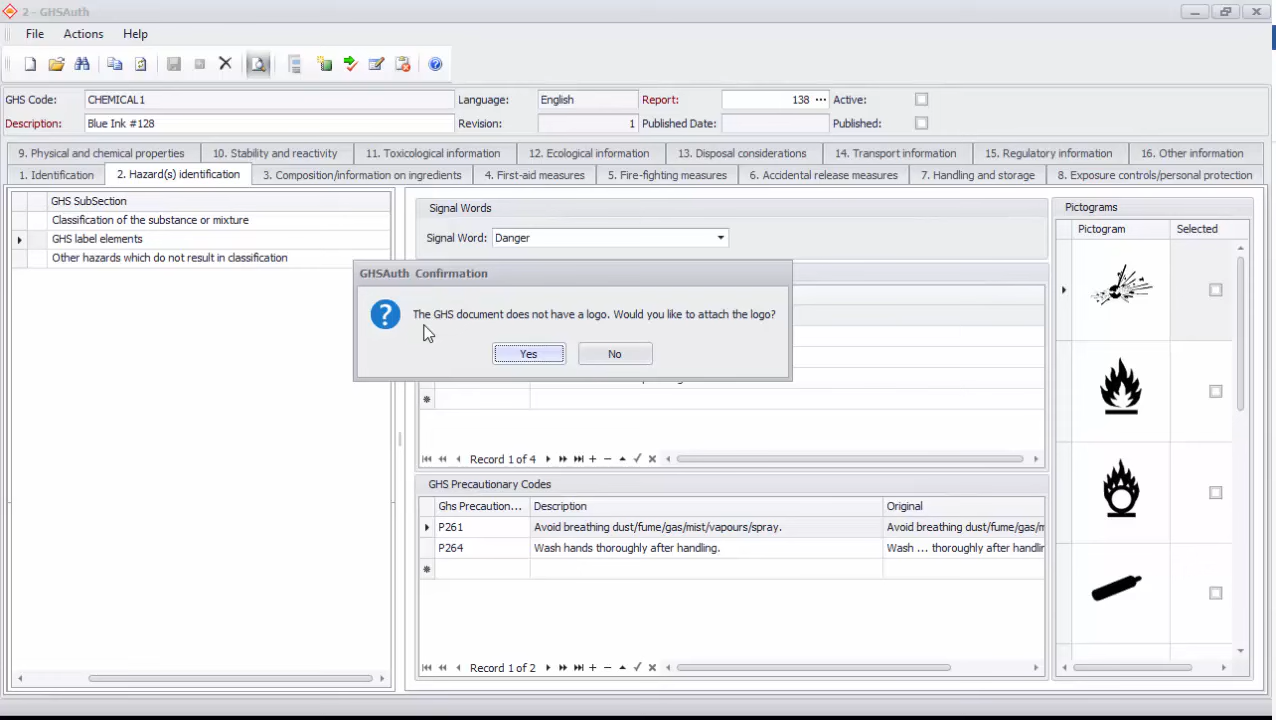 2 - GHSAuth
File Actions Help
GHS Code: CHEMICAL1 Language: English Report: 138 ... Active:
Description: Blue Ink #128 Revision: 1 Published Date: Published:
9. Physical and chemical properties 10. Stability and reactivity 11. Toxicological information 12. Ecological information 13. Disposal considerations 14. Transport information 15. Regulatory information 16. Other information
1. Identification 2. Hazard(s) identification 3. Composition/information on ingredients 4. First-aid measures 5. Fire-fighting measures 6. Accidental release measures 7. Handling and storage 8. Exposure controls/personal protection
GHS SubSection
Classification of the substance or mixture
GHS label elements
Other hazards which do not result in classification
Signal Words
Signal Word: Danger
GHSAuth Confirmation
The GHS document does not have a logo. Would you like to attach the logo?
Yes No
Record 1 of 4
GHS Precautionary Codes
Ghs Precaution... Description Original
P261 Avoid breathing dust/fume/gas/mist/vapours/spray. Avoid breathing dust/fume/gas/m
P264 Wash hands thoroughly after handling. Wash ... thoroughly after handlin
Record 1 of 2
Pictograms
Pictogram Selected